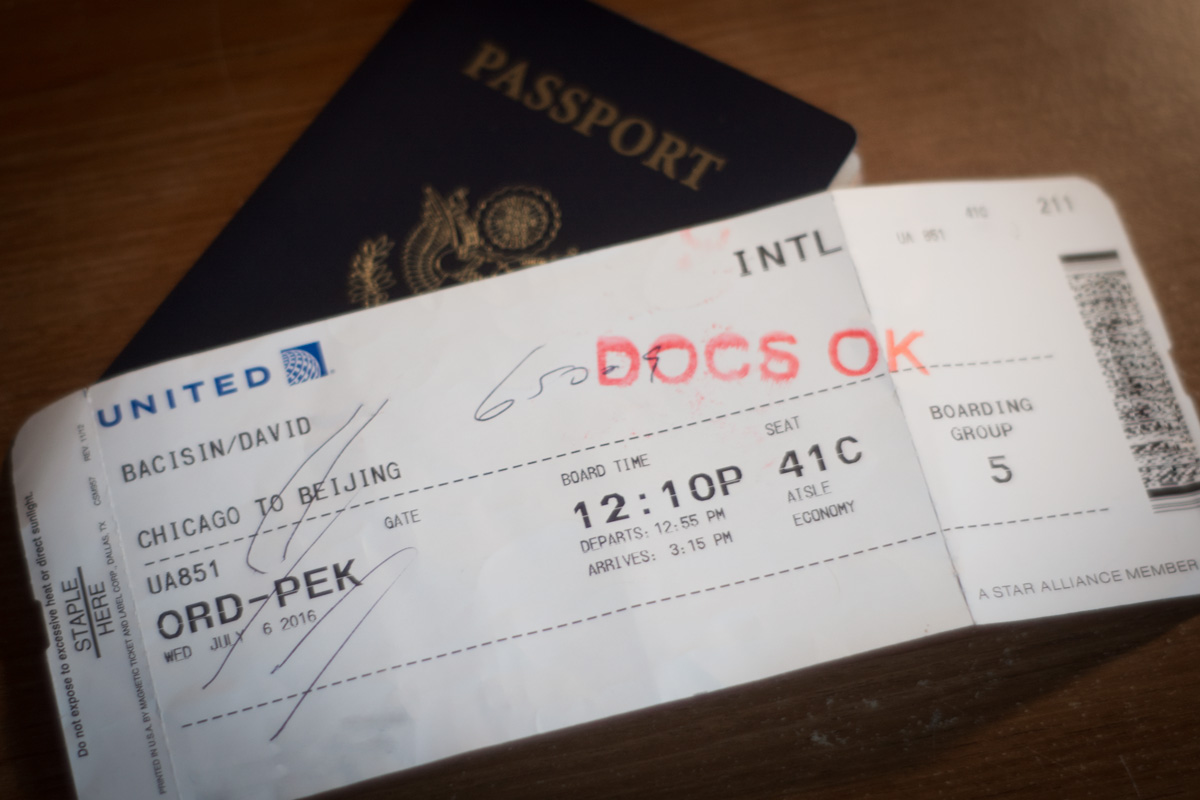 PASSPORT
INTL
UNITED
DOCS OK
BACISIN/DAVID
CHICAGO TO BEIJING
GATE
BOARD TIME
SEAT
UA851
12:10P
41C
ORD-PEK
DEPARTS: 12:55 PM
AISLE
WED JULY 6 2016
ARRIVES: 3:15 PM
ECONOMY
211
UA 851
BOARDING
GROUP
5
A STAR ALLIANCE MEMBER
Do not expose to excessive heat or direct sunlight.
STAPLE
HERE
PRINTED IN U.S.A. BY MAGNETIC TICKET AND LABEL CORP., DALLAS, TX